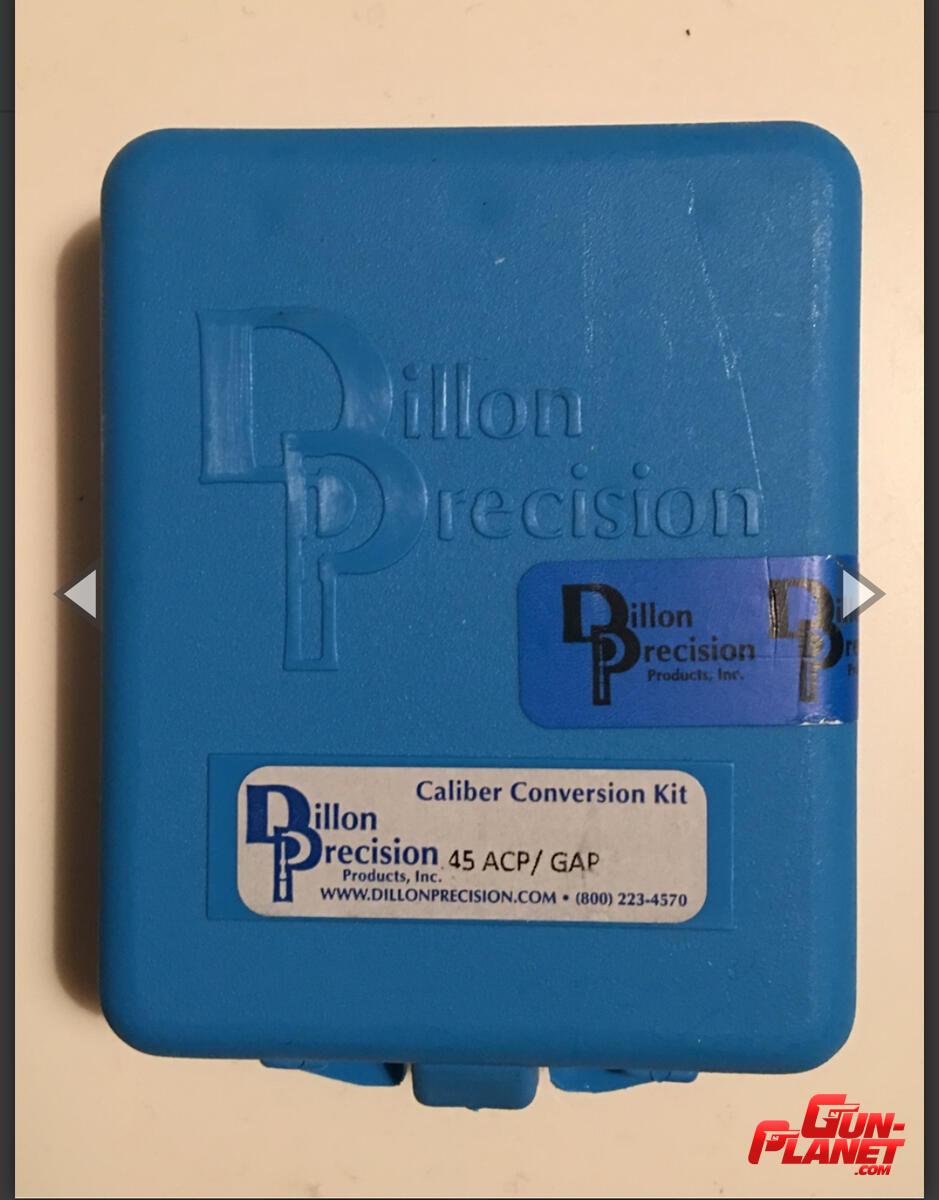 Dillon
Precision
Dillon
Precision
Products, Inc.
Caliber Conversion Kit
Dillon
Precision
Products, Inc.
45 ACP/ GAP
WWW.DILLONPRECISION.COM • (800) 223-4570
GUN-
PLANET
.COM